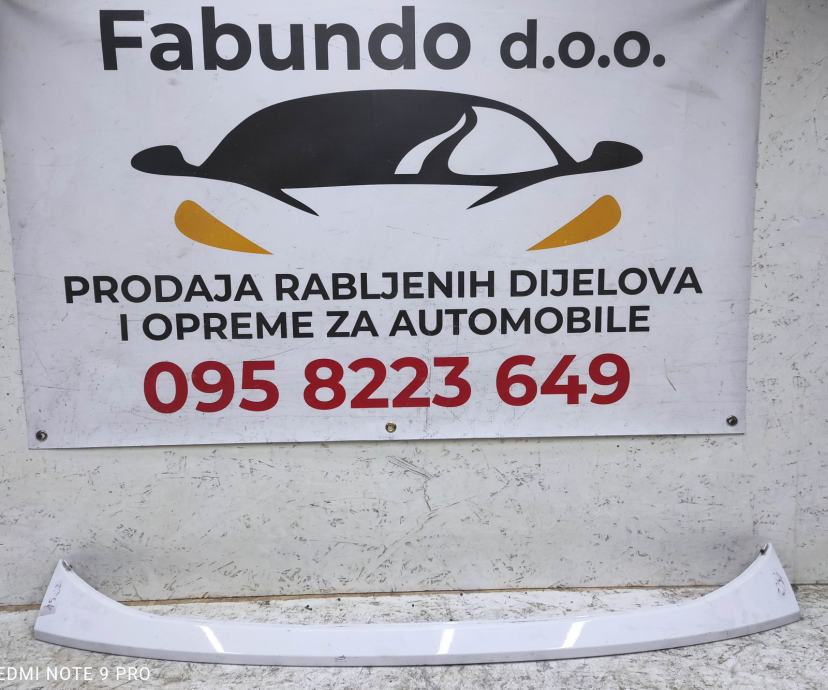 Fabundo d.o.o.
PRODAJA RABLJENIH DIJELOVA
I OPREME ZA AUTOMOBILE
095 8223 649
EDMI NOTE 9 PRO